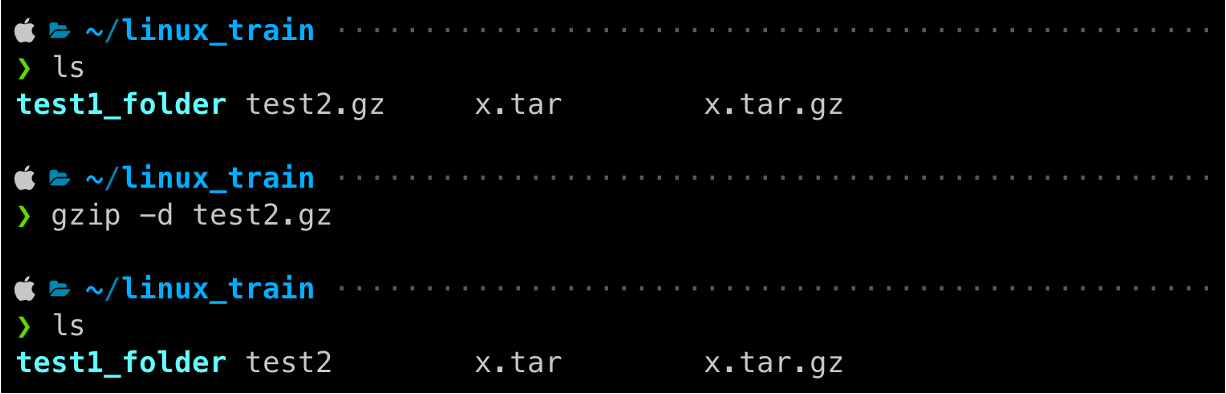 ~/linux_train ················································
❯ ls
test1_folder test2.gz     x.tar        x.tar.gz
~/linux_train ················································
❯ gzip -d test2.gz
~/linux_train ················································
❯ ls
test1_folder test2        x.tar        x.tar.gz